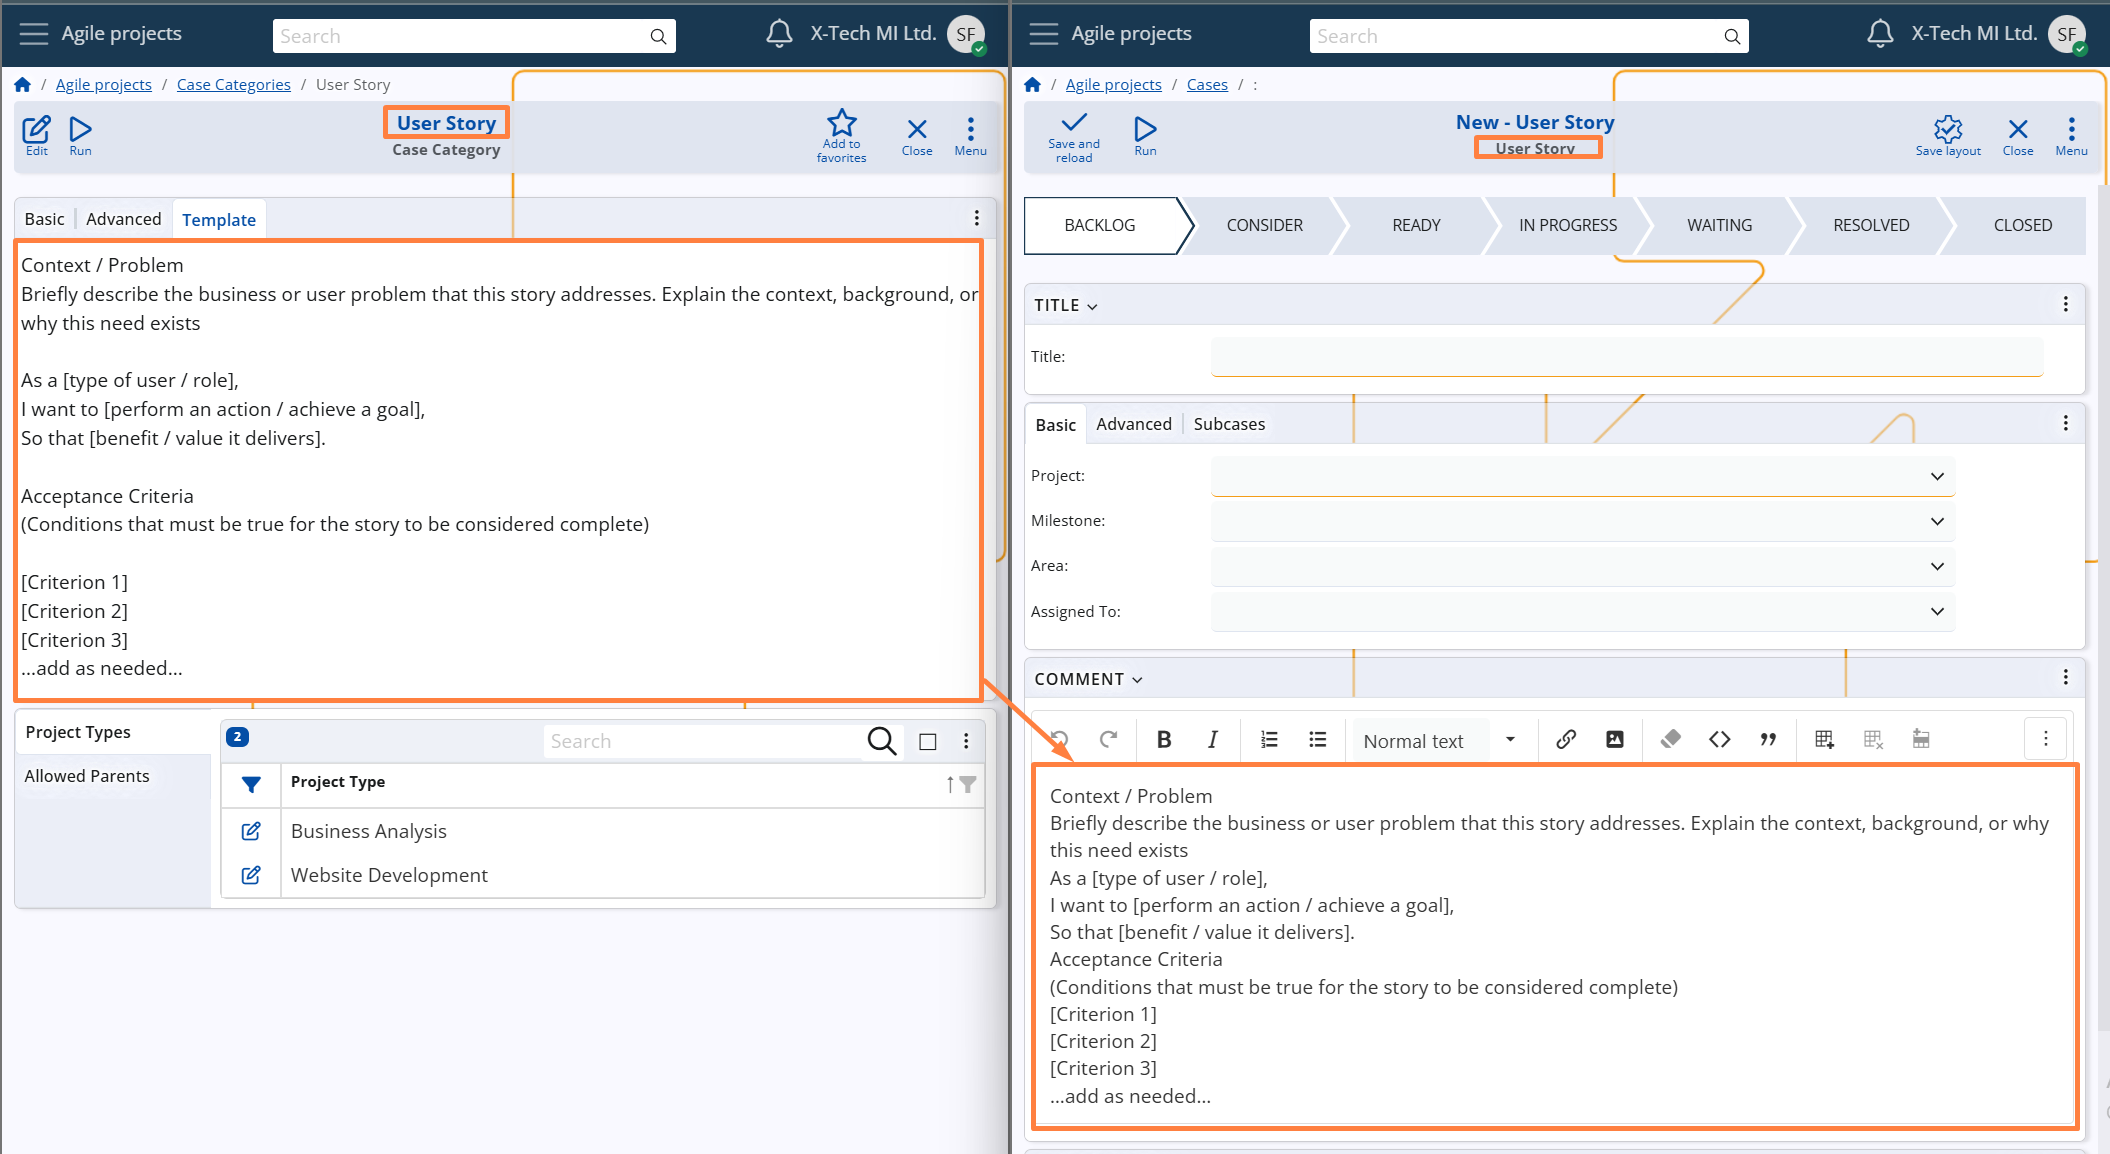 Agile projects
Search
X-Tech MI Ltd.
SF
/ Agile projects / Case Categories / User Story
Edit
Run
User Story
Case Category
Add to favorites
Close
Menu
Basic
Advanced
Template
Context / Problem
Briefly describe the business or user problem that this story addresses. Explain the context, background, or
why this need exists
As a [type of user / role],
I want to [perform an action / achieve a goal],
So that [benefit / value it delivers].
Acceptance Criteria
(Conditions that must be true for the story to be considered complete)
[Criterion 1]
[Criterion 2]
[Criterion 3]
...add as needed...
Project Types
Allowed Parents
2
Search
Project Type
Business Analysis
Website Development
Agile projects
Search
X-Tech MI Ltd.
SF
/ Agile projects / Cases / :
Save and reload
Run
New - User Story
User Story
Save layout
Close
Menu
BACKLOG
CONSIDER
READY
IN PROGRESS
WAITING
RESOLVED
CLOSED
TITLE
Title:
Basic
Advanced
Subcases
Project:
Milestone:
Area:
Assigned To:
COMMENT
Normal text
Context / Problem
Briefly describe the business or user problem that this story addresses. Explain the context, background, or why
this need exists
As a [type of user / role],
I want to [perform an action / achieve a goal],
So that [benefit / value it delivers].
Acceptance Criteria
(Conditions that must be true for the story to be considered complete)
[Criterion 1]
[Criterion 2]
[Criterion 3]
...add as needed...